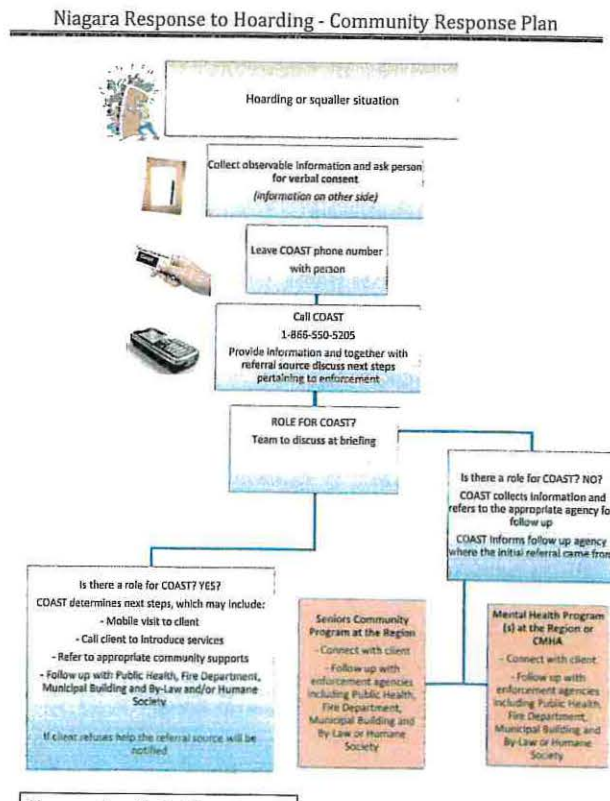 Niagara Response to Hoarding - Community Response Plan
Hoarding or squaller situation
Collect observable information and ask person
for verbal consent
(information on other side)
Leave COAST phone number
with person
Call COAST
1-866-550-5205
Provide information and together with
referral source discuss next steps
pertaining to enforcement
ROLE FOR COAST?
Team to discuss at briefing
Is there a role for COAST? NO?
COAST collects information and
refers to the appropriate agency fo
follow up
COAST informs follow up agency
where the initial referral came from
Is there a role for COAST? YES?
COAST determines next steps, which may include:
- Mobile visit to client
- Call client to introduce services
- Refer to appropriate community supports
- Follow up with Public Health, Fire Department,
Municipal Building and By-Law and/or Humane
Society
If client refuses help the referral source will be
notified
Seniors Community
Program at the Region
- Connect with client
- Follow up with
enforcement agencies
including Public Health,
Fire Department,
Municipal Building and
By-Law or Humane
Society
Mental Health Program
(s) at the Region or
CMHA
- Connect with client
- Follow up with
enforcement agencies
including Public Health,
Fire Department,
Municipal Building and
By-Law or Humane
Society